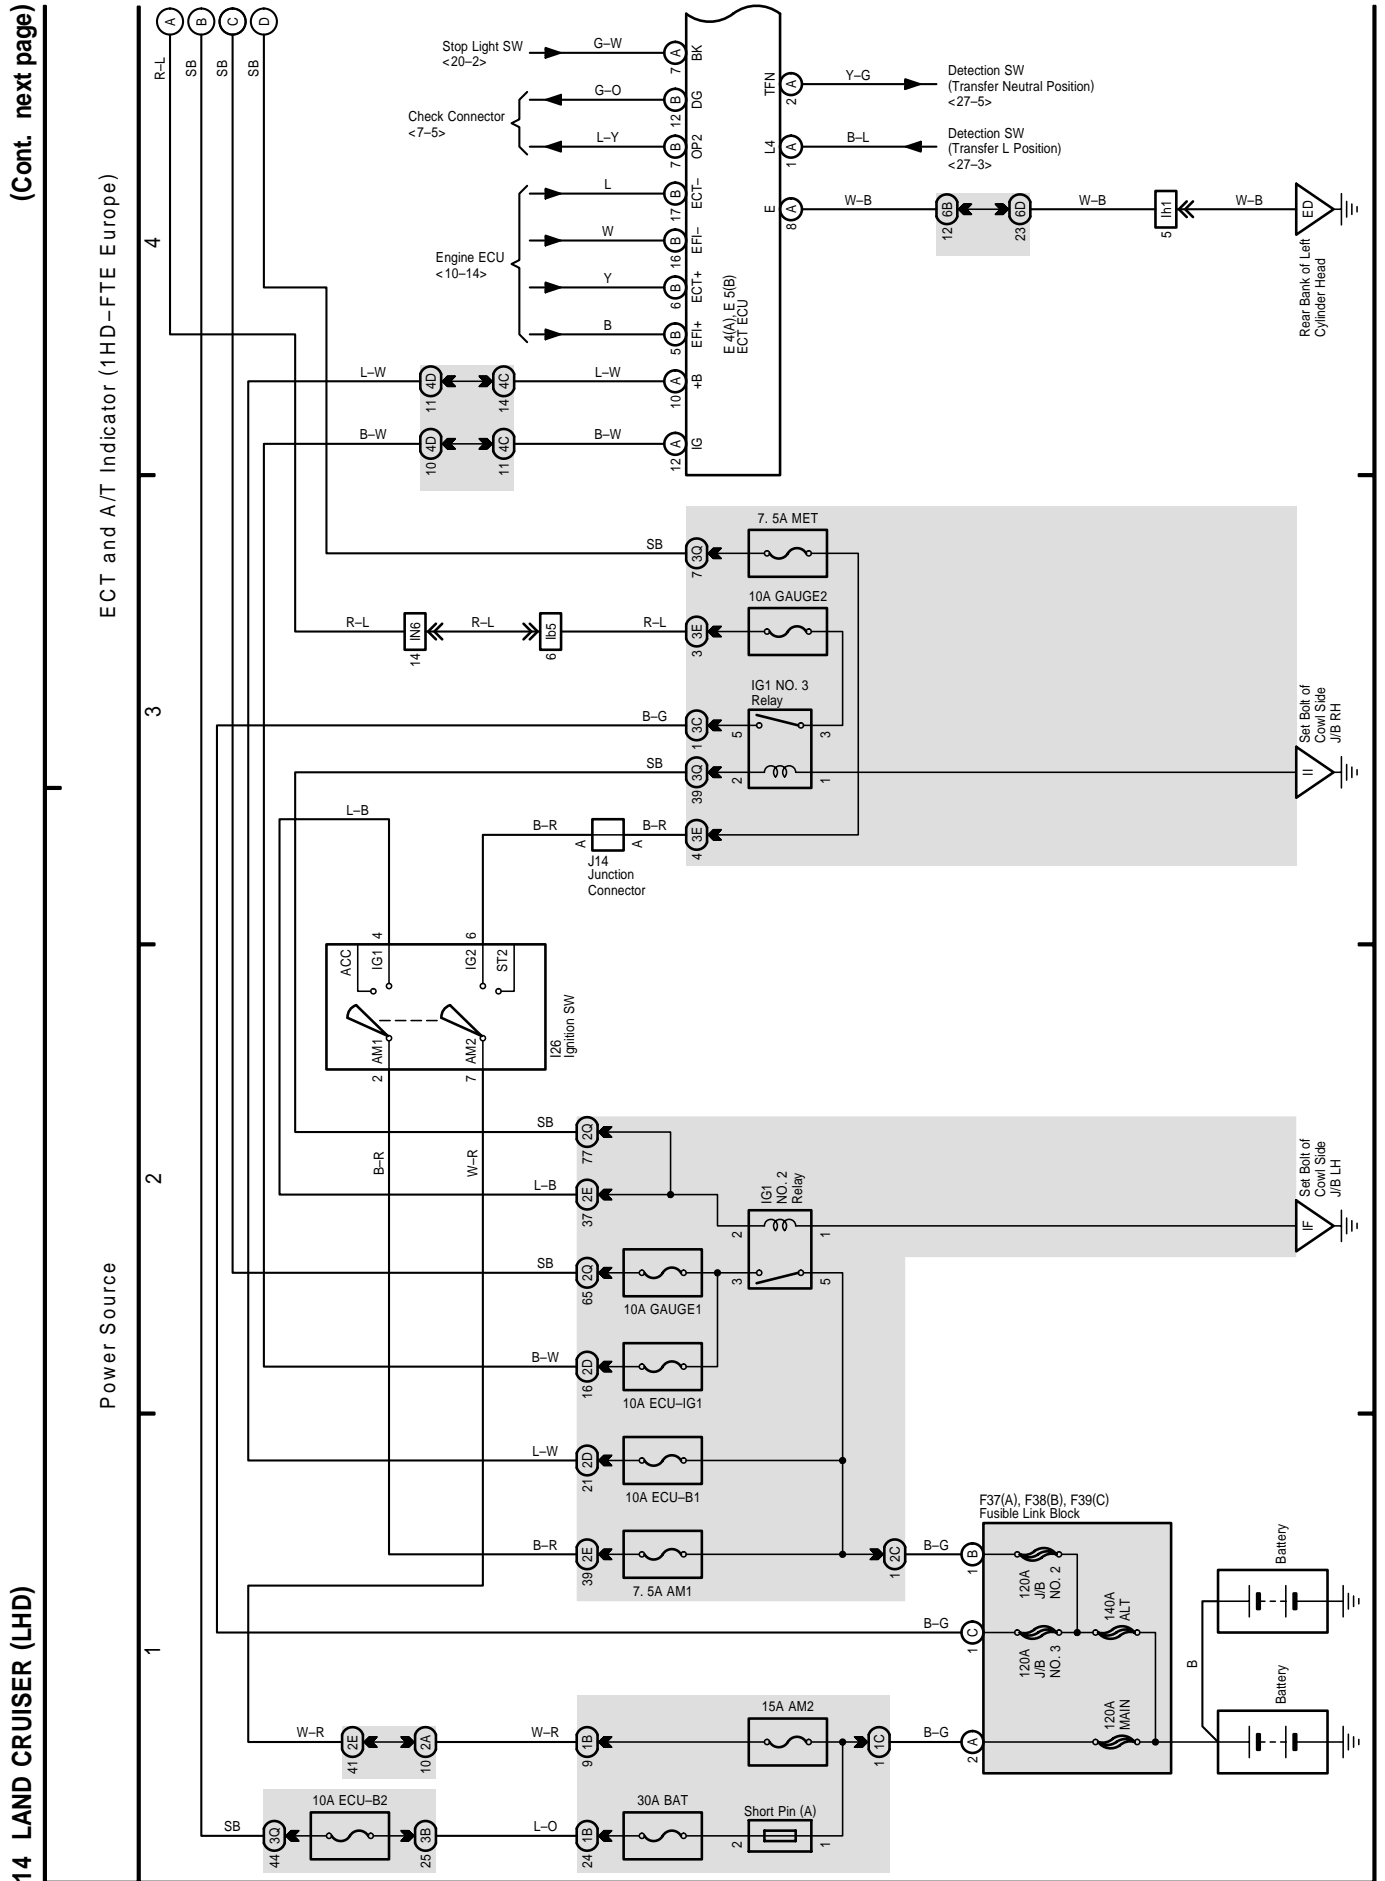 (Cont. next page)
14 LAND CRUISER (LHD)
ECT and A/T Indicator (1HD–FTE Europe)
Power Source
4
3
2
1
A
B
C
D
R–L
SB
SB
SB
Stop Light SW
<20–2>
G–W
7
A
BK
Check Connector
<7–5>
G–O
12
B
DG
L–Y
7
B
OP2
Engine ECU
<10–14>
L
17
B
ECT–
W
16
B
EFI–
Y
6
B
ECT+
B
5
B
EFI+
L–W
11
4D
14
4C
L–W
10
A
+B
B–W
10
4D
11
4C
B–W
12
A
IG
E 4(A), E 5(B)
ECT ECU
TFN
2
A
Y–G
Detection SW
(Transfer Neutral Position)
<27–5>
L4
1
A
B–L
Detection SW
(Transfer L Position)
<27–3>
E
8
A
W–B
12
6B
23
6D
W–B
5
Ih1
W–B
ED
Rear Bank of Left
Cylinder Head
SB
7
3Q
7. 5A MET
R–L
14
IN6
R–L
6
Ib5
R–L
3
3E
10A GAUGE2
IG1 NO. 3
Relay
B–G
1
3C
5
3
SB
39
3Q
2
1
II
Set Bolt of
Cowl Side
J/B RH
L–B
B–R
A
A
B–R
4
3E
J14
Junction
Connector
4
6
ACC
IG1
IG2
ST2
AM1
AM2
2
7
I26
Ignition SW
B–R
W–R
SB
77
2Q
L–B
37
2E
IG1
NO. 2
Relay
2
1
3
5
IF
Set Bolt of
Cowl Side
J/B LH
SB
65
2Q
10A GAUGE1
B–W
16
2D
10A ECU–IG1
L–W
21
2D
10A ECU–B1
B–R
39
2E
7. 5A AM1
1
2C
B–G
1
B
F37(A), F38(B), F39(C)
Fusible Link Block
120A
J/B
NO. 2
B–G
1
C
120A
J/B
NO. 3
140A
ALT
B
Battery
W–R
41
2E
10
2A
W–R
9
1B
15A AM2
1
1C
B–G
2
A
120A
MAIN
Battery
SB
44
3Q
10A ECU–B2
25
3B
L–O
24
1B
30A BAT
Short Pin (A)
2
1